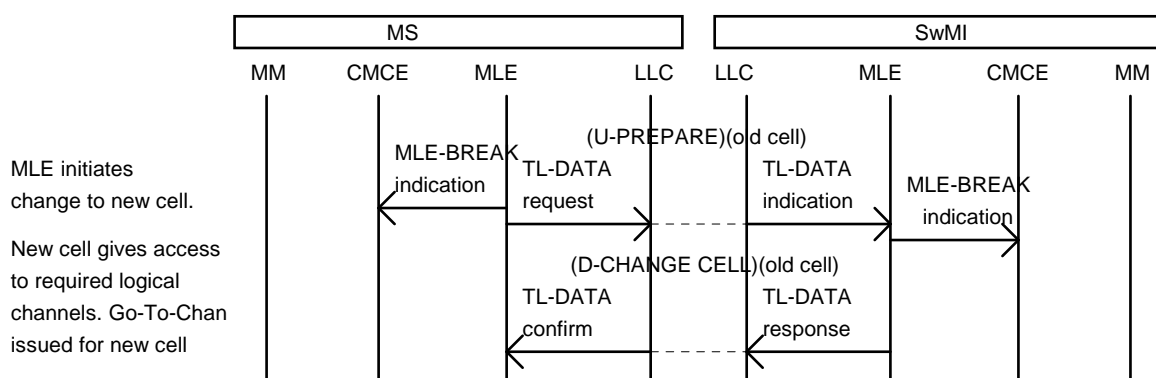 MS
SwMI
MM CMCE MLE LLC LLC MLE CMCE MM
(U-PREPARE)(old cell)
MLE initiates
change to new cell.
MLE-BREAK
indication
TL-DATA
request
TL-DATA
indication
MLE-BREAK
indication
New cell gives access
to required logical
channels. Go-To-Chan
issued for new cell
(D-CHANGE CELL)(old cell)
TL-DATA
confirm
TL-DATA
response